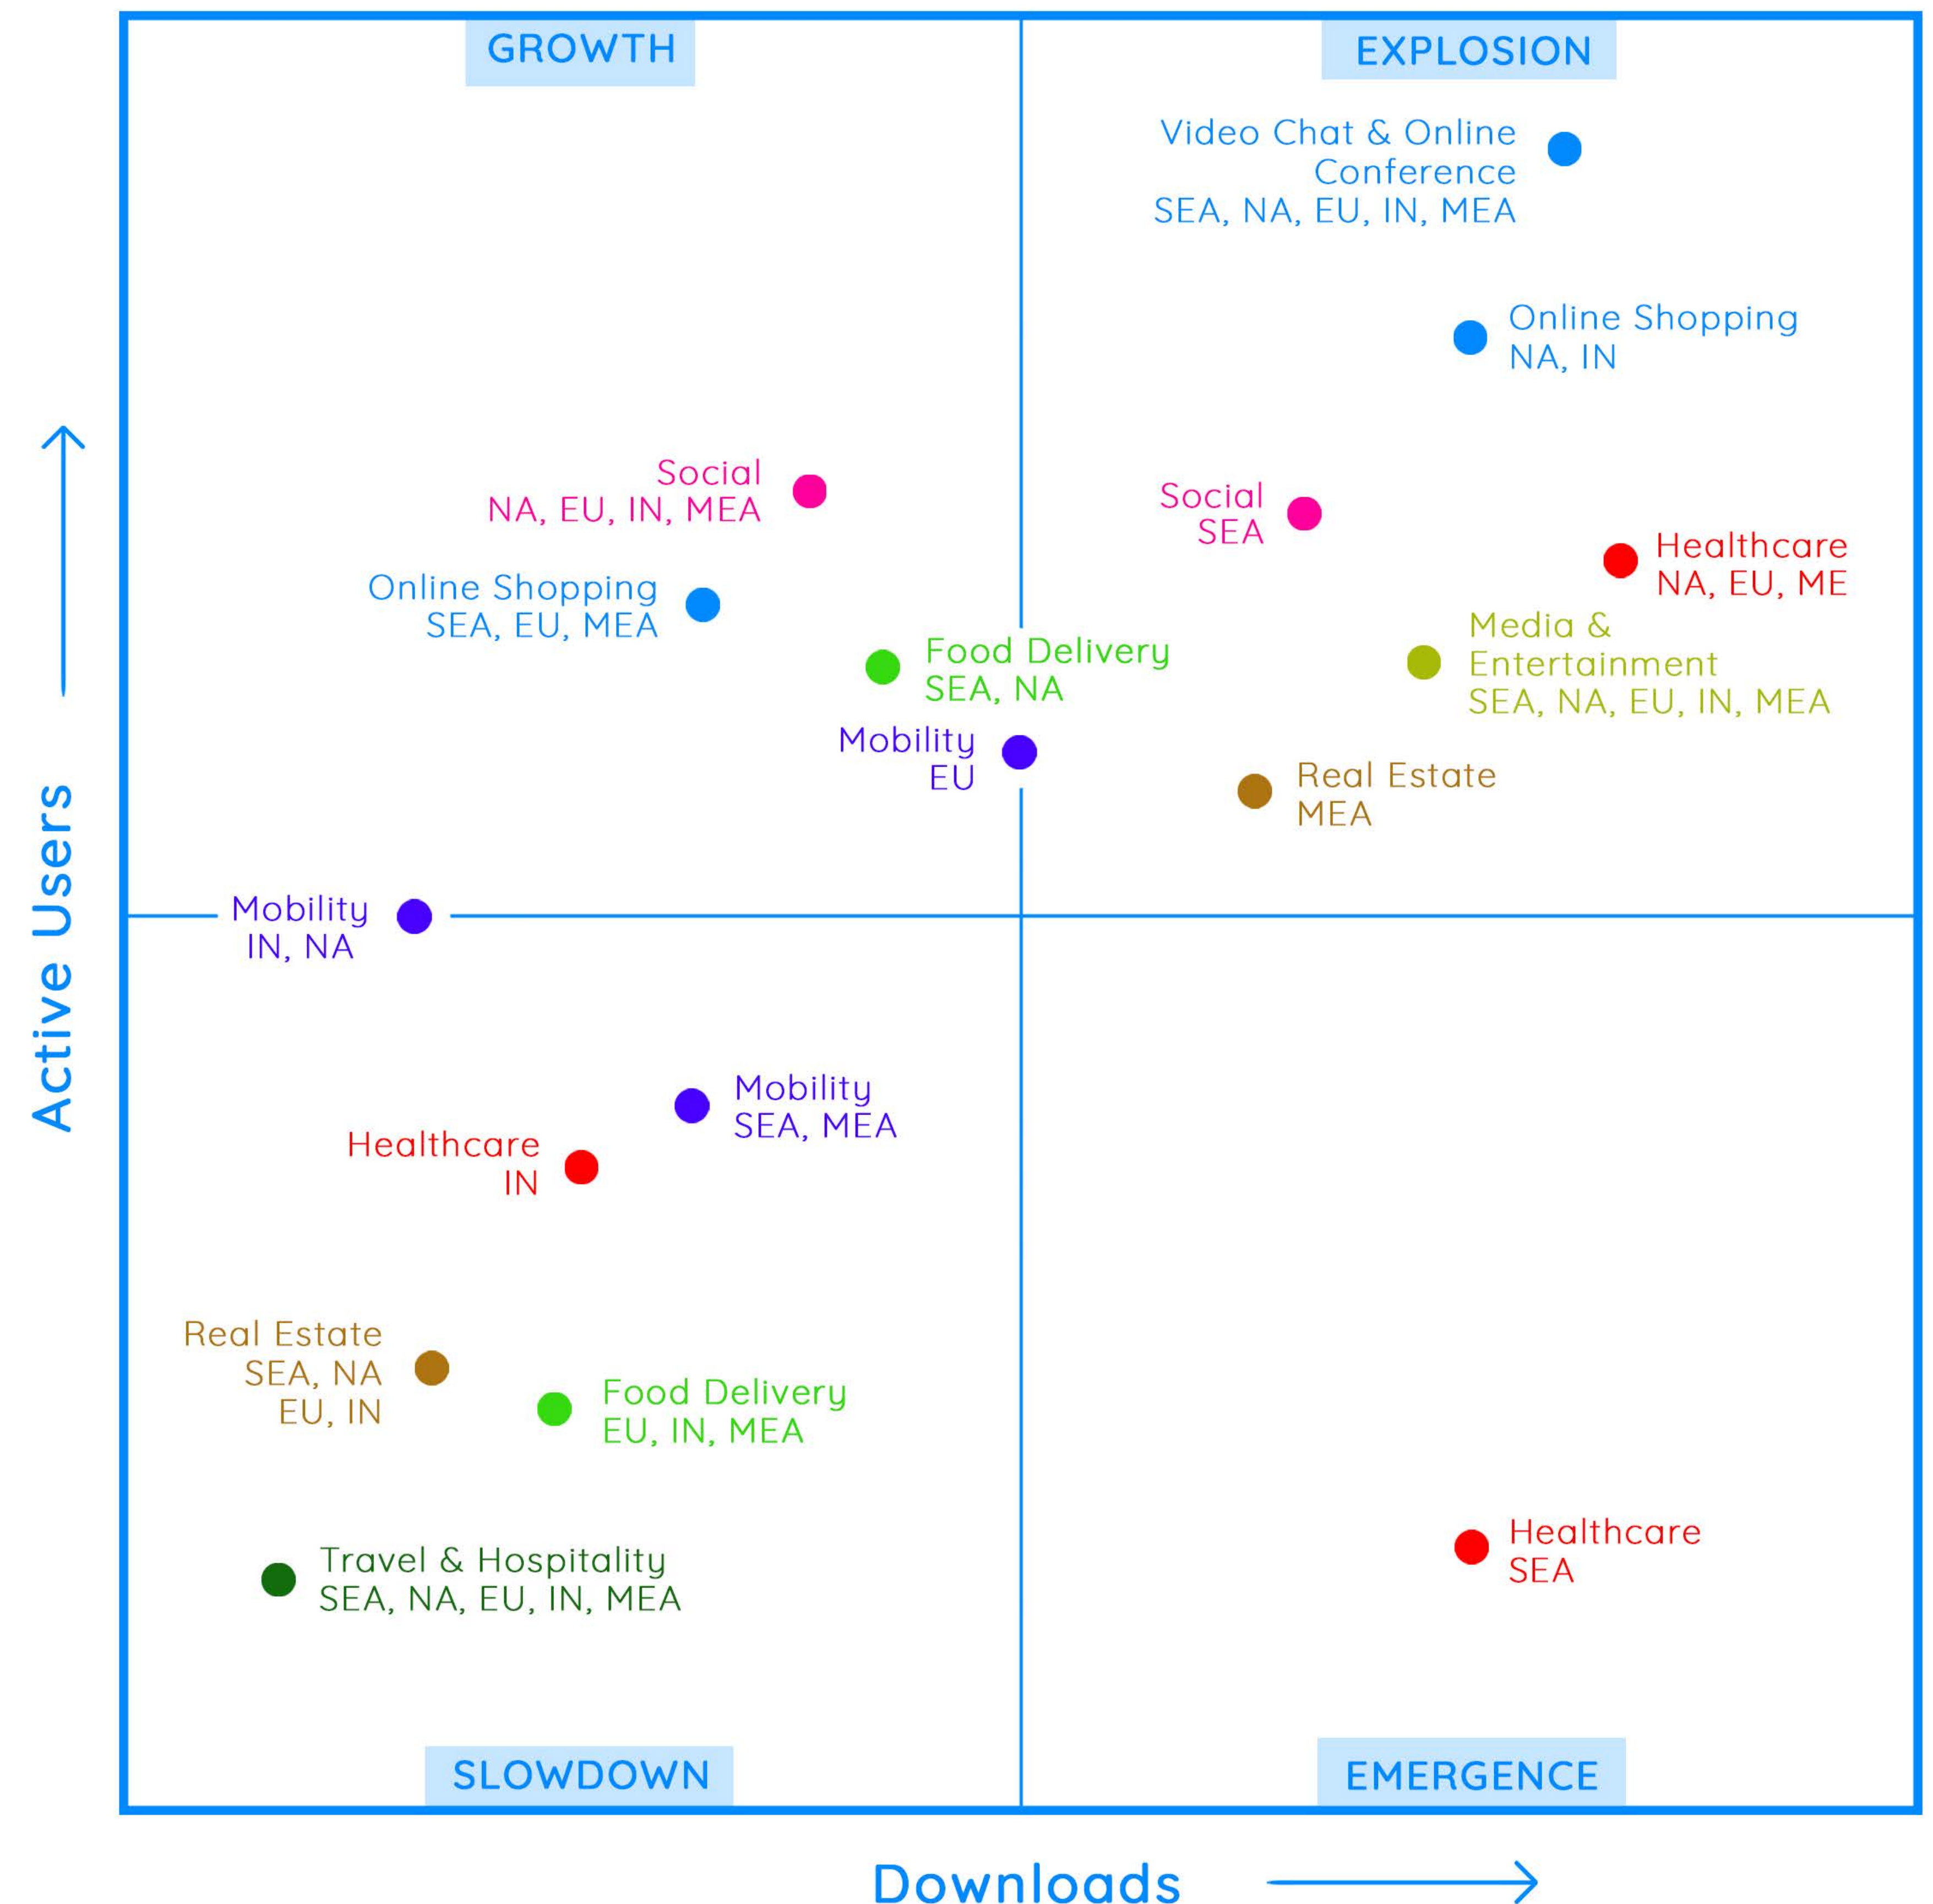 GROWTH
EXPLOSION
Video Chat & Online
Conference
SEA, NA, EU, IN, MEA
Online Shopping
NA, IN
Social
NA, EU, IN, MEA
Social
SEA
Healthcare
NA, EU, ME
Online Shopping
SEA, EU, MEA
Media &
Entertainment
SEA, NA, EU, IN, MEA
Food Delivery
SEA, NA
Mobility
EU
Real Estate
MEA
Active Users
Mobility
IN, NA
Mobility
SEA, MEA
Healthcare
IN
Real Estate
SEA, NA
EU, IN
Food Delivery
EU, IN, MEA
Travel & Hospitality
SEA, NA, EU, IN, MEA
Healthcare
SEA
SLOWDOWN
EMERGENCE
Downloads